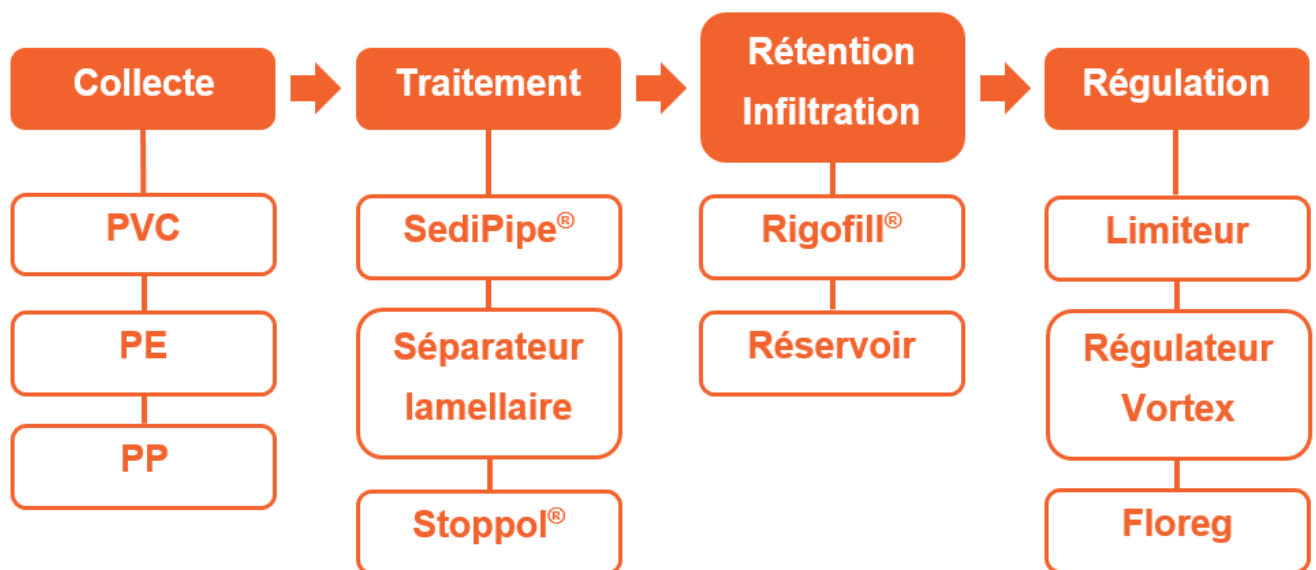 Collecte
PVC
PE
PP
Traitement
SediPipe®
Séparateur
lamellaire
Stoppol®
Rétention
Infiltration
Rigofill®
Réservoir
Régulation
Limiteur
Régulateur
Vortex
Floreg